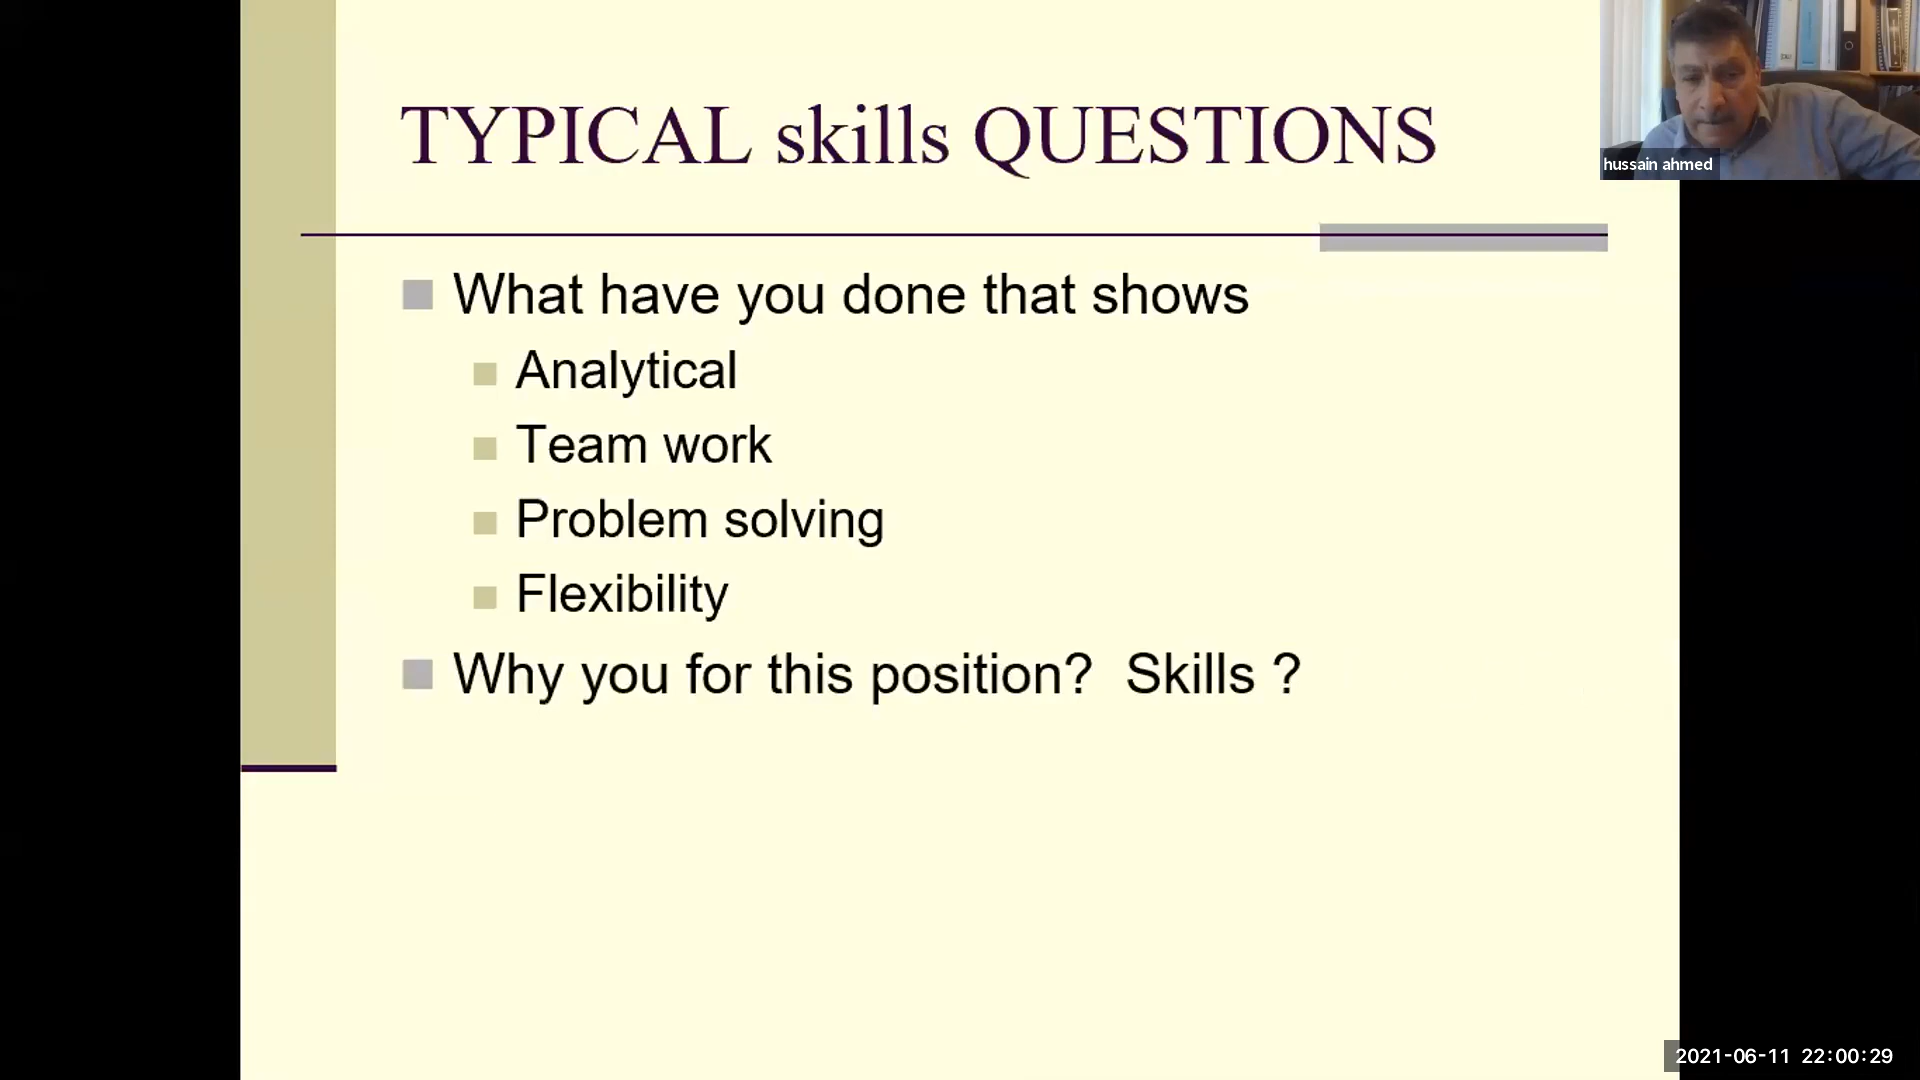 TYPICAL skills QUESTIONS
hussain ahmed
What have you done that shows
Analytical
Team work
Problem solving
Flexibility
Why you for this position? Skills ?
2021-06-11 22:00:29